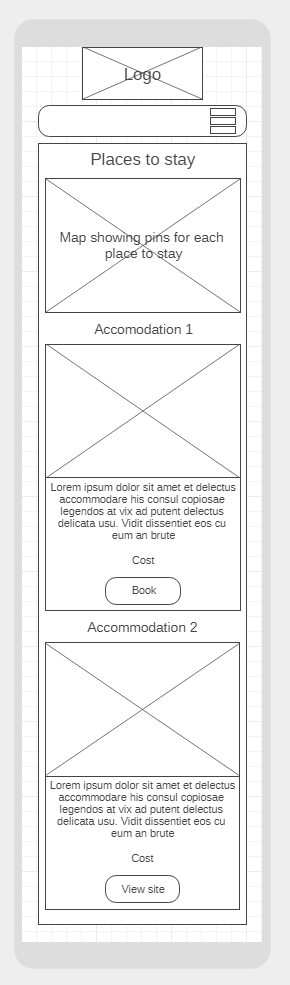 Logo
Places to stay
Map showing pins for each
place to stay
Accomodation 1
Lorem ipsum dolor sit amet et delectus
accommodare his consul copiosae
legendos at vix ad putent delectus
delicata usu. Vidit dissentiet eos cu
eum an brute
Cost
Book
Accommodation 2
Lorem ipsum dolor sit amet et delectus
accommodare his consul copiosae
legendos at vix ad putent delectus
delicata usu. Vidit dissentiet eos cu
eum an brute
Cost
View site